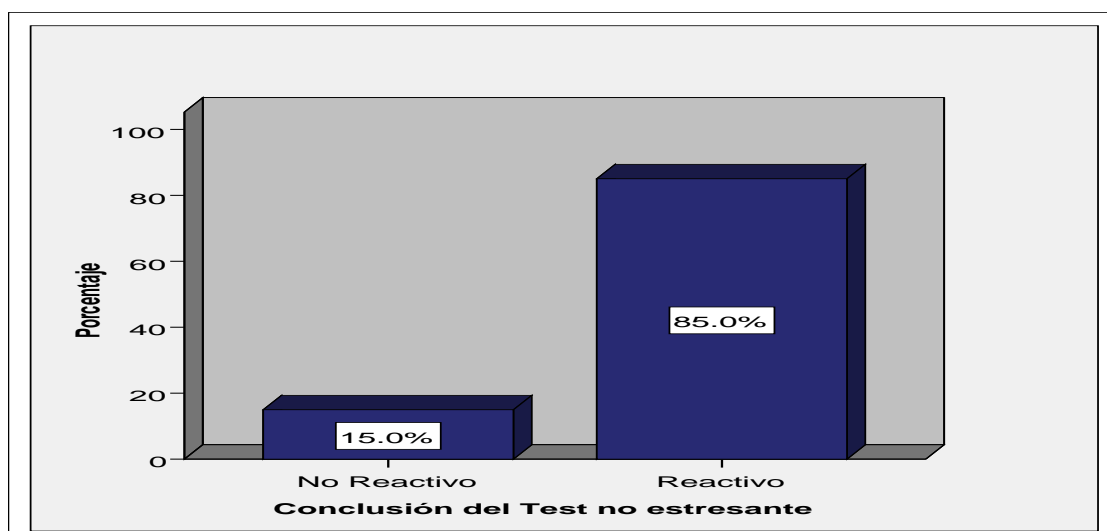 100
80
60
40
20
0
Porcentaje
85.0%
15.0%
No Reactivo
Reactivo
Conclusión del Test no estresante